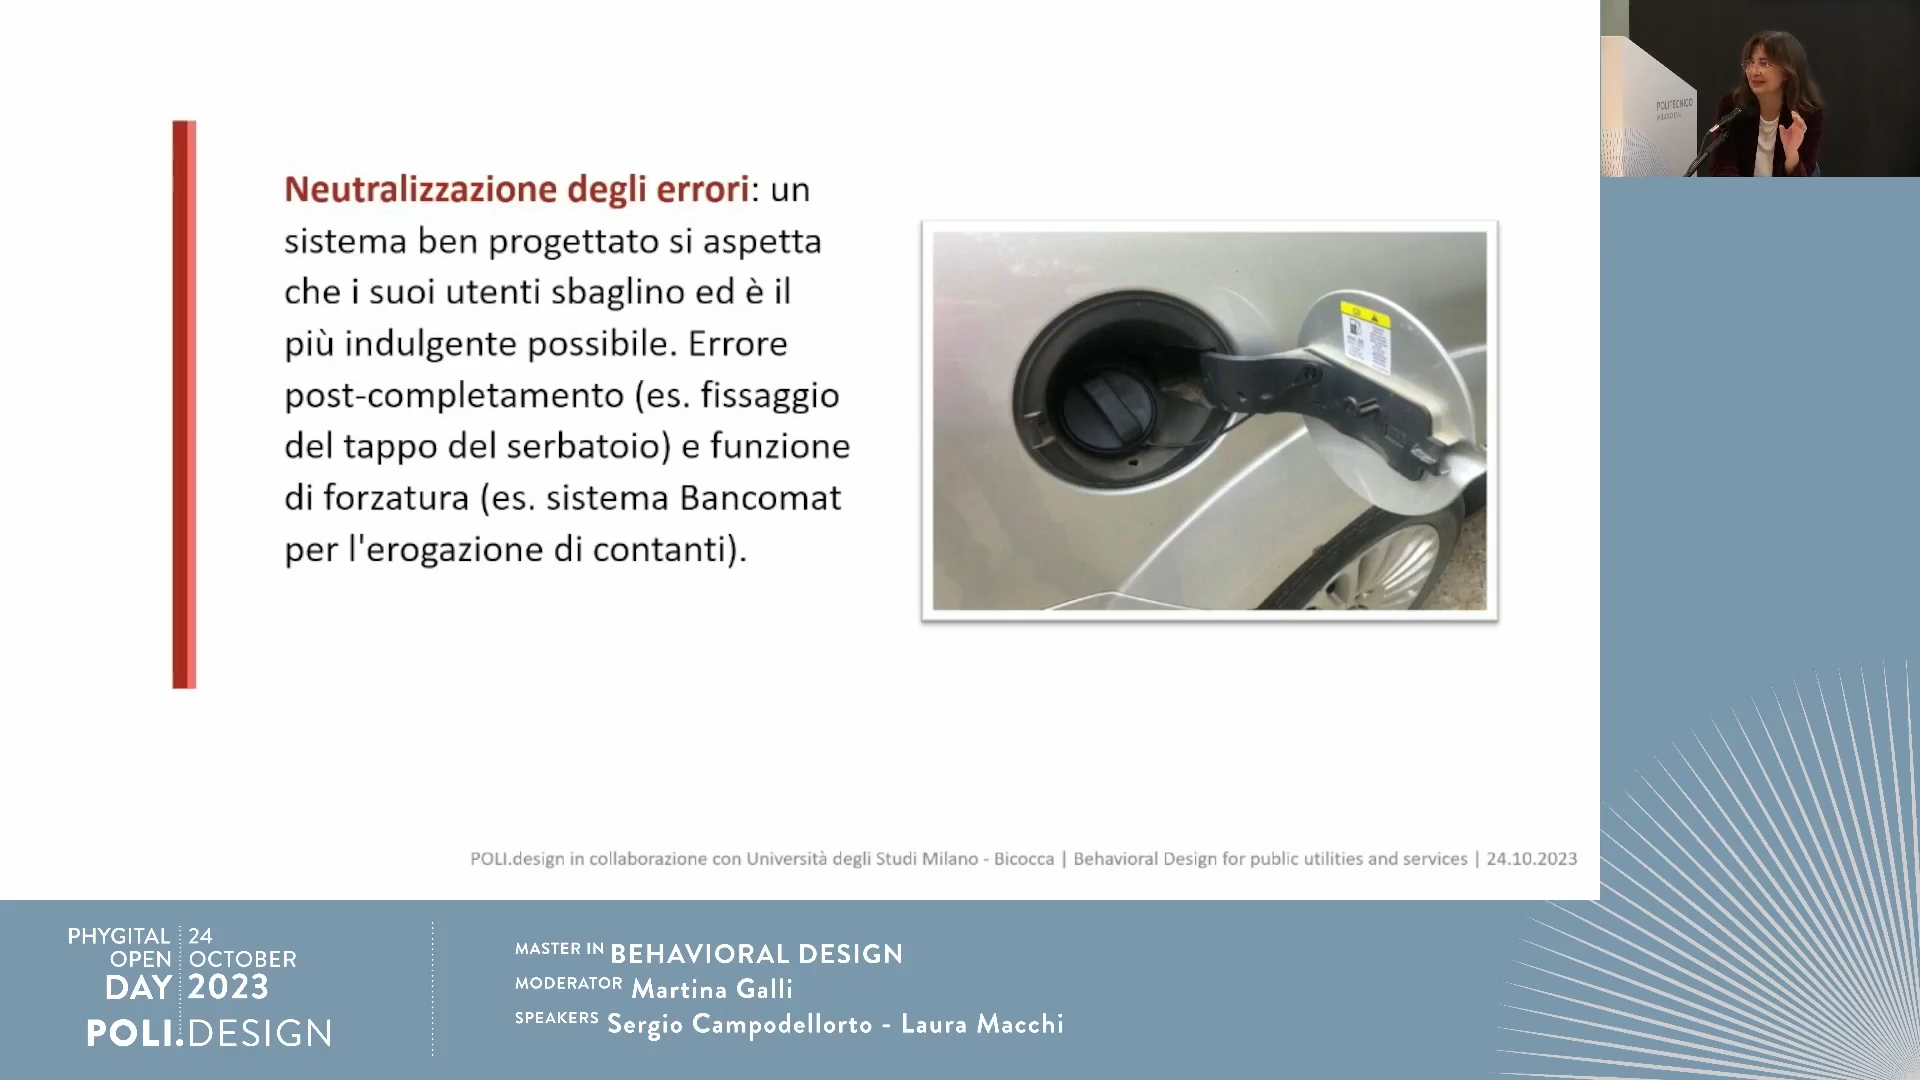 Neutralizzazione degli errori: un
sistema ben progettato si aspetta
che i suoi utenti sbaglino ed è il
più indulgente possibile. Errore
post-completamento (es. fissaggio
del tappo del serbatoio) e funzione
di forzatura (es. sistema Bancomat
per l'erogazione di contanti).
POLI.design in collaborazione con Università degli Studi Milano - Bicocca | Behavioral Design for public utilities and services | 24.10.2023
POLITECNICO
PHYGITAL 24
OPEN OCTOBER
DAY 2023
POLI.DESIGN
MASTER IN BEHAVIORAL DESIGN
MODERATOR Martina Galli
SPEAKERS Sergio Campodellorto - Laura Macchi